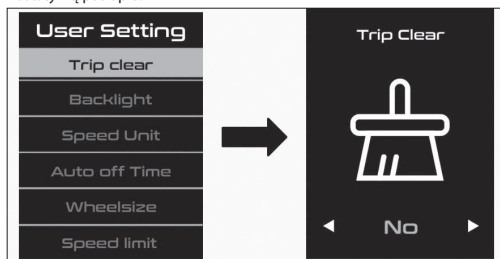 User Setting
Trip clear
Backlight
Speed Unit
Auto off Time
Wheelsize
Speed limit
Trip Clear
No